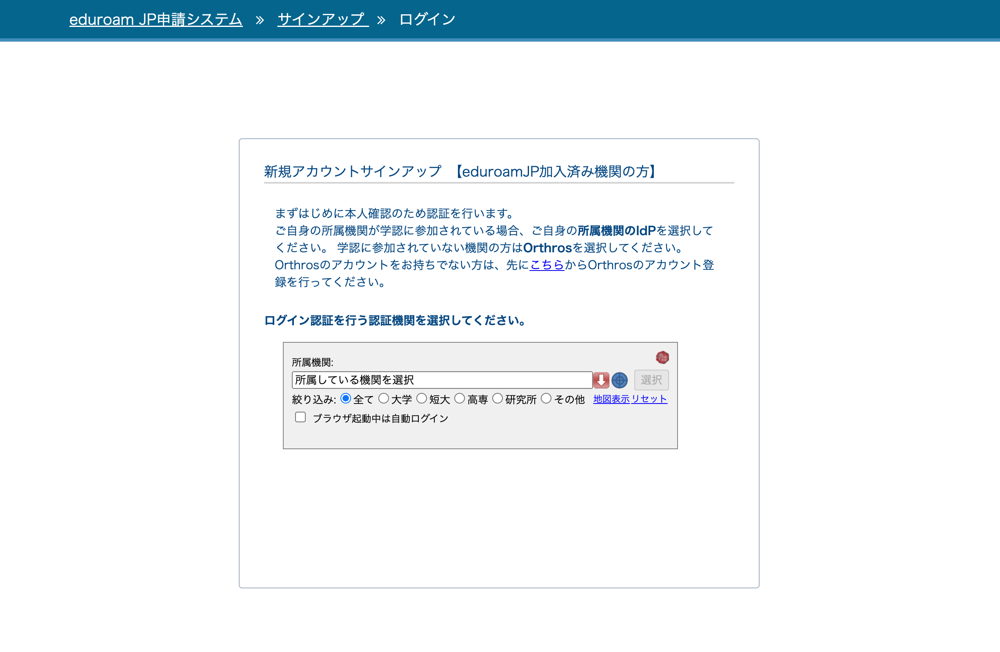 eduroam JP申請システム » サインアップ » ログイン
新規アカウントサインアップ 【eduroamJP加入済み機関の方】
まずはじめに本人確認のため認証を行います。
ご自身の所属機関が学認に参加されている場合、ご自身の所属機関のIdPを選択して
ください。 学認に参加されていない機関の方はOrthrosを選択してください。
Orthrosのアカウントをお持ちでない方は、先にこちらからOrthrosのアカウント登
録を行ってください。
ログイン認証を行う認証機関を選択してください。
所属機関:
所属している機関を選択 選択
絞り込み: 全て 大学 短大 高専 研究所 その他 地図表示 リセット
ブラウザ起動中は自動ログイン